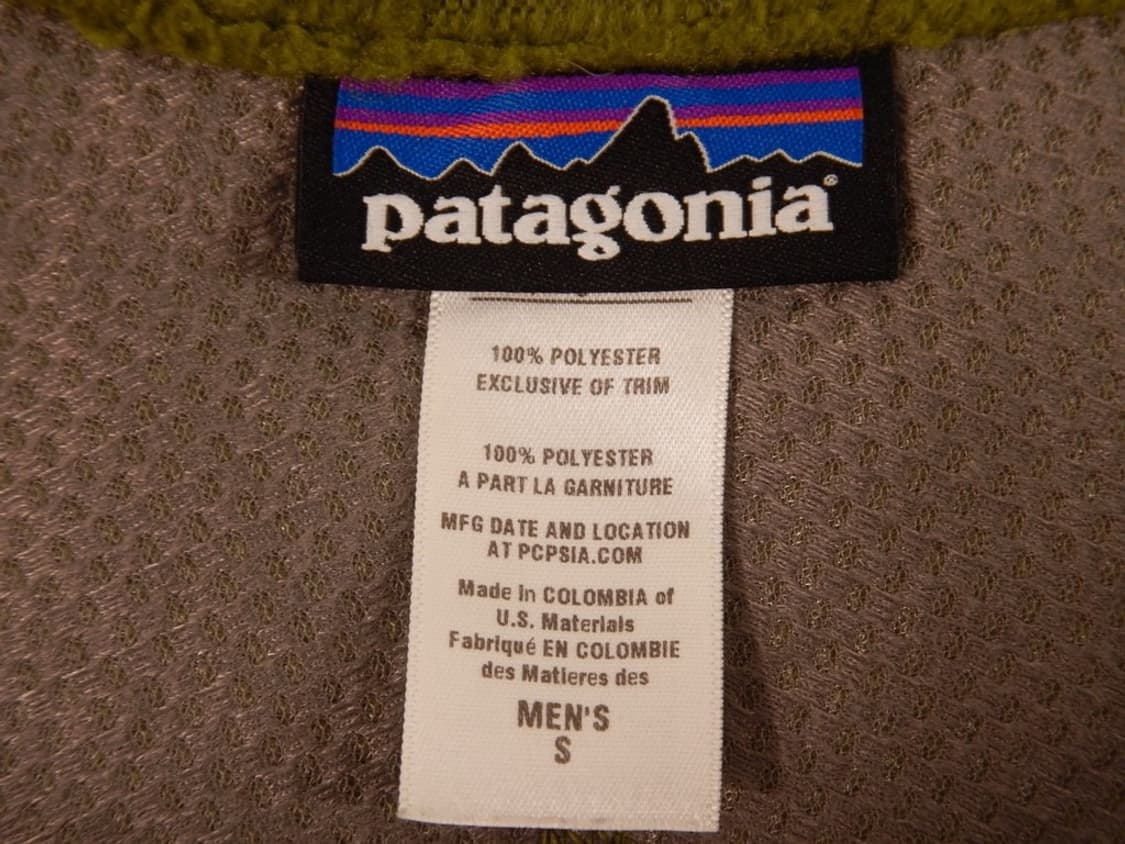 patagonia®
100% POLYESTER
EXCLUSIVE OF TRIM
100% POLYESTER
A PART LA GARNITURE
MFG DATE AND LOCATION
AT PCPSIA.COM
Made in COLOMBIA of
U.S. Materials
Fabriqué EN COLOMBIE
des Matieres des
MEN'S
S